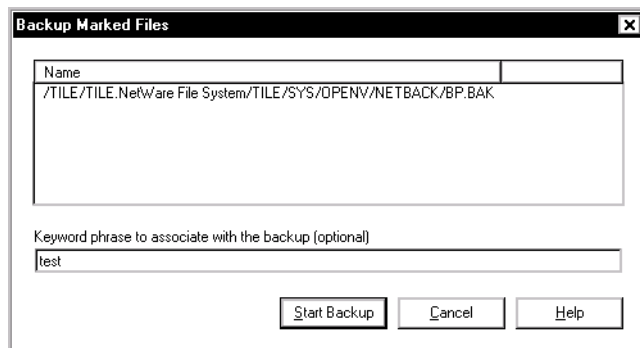 Backup Marked Files
Name
/TILE/TILE.NetWare File System/TILE/SYS/OPENV/NETBACK/BP.BAK
Keyword phrase to associate with the backup (optional)
test
Start Backup Cancel Help